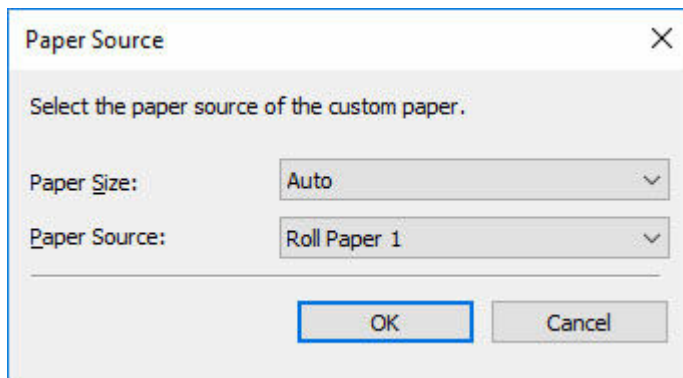 Paper Source
Select the paper source of the custom paper.
Paper Size: Auto
Paper Source: Roll Paper 1
OK Cancel